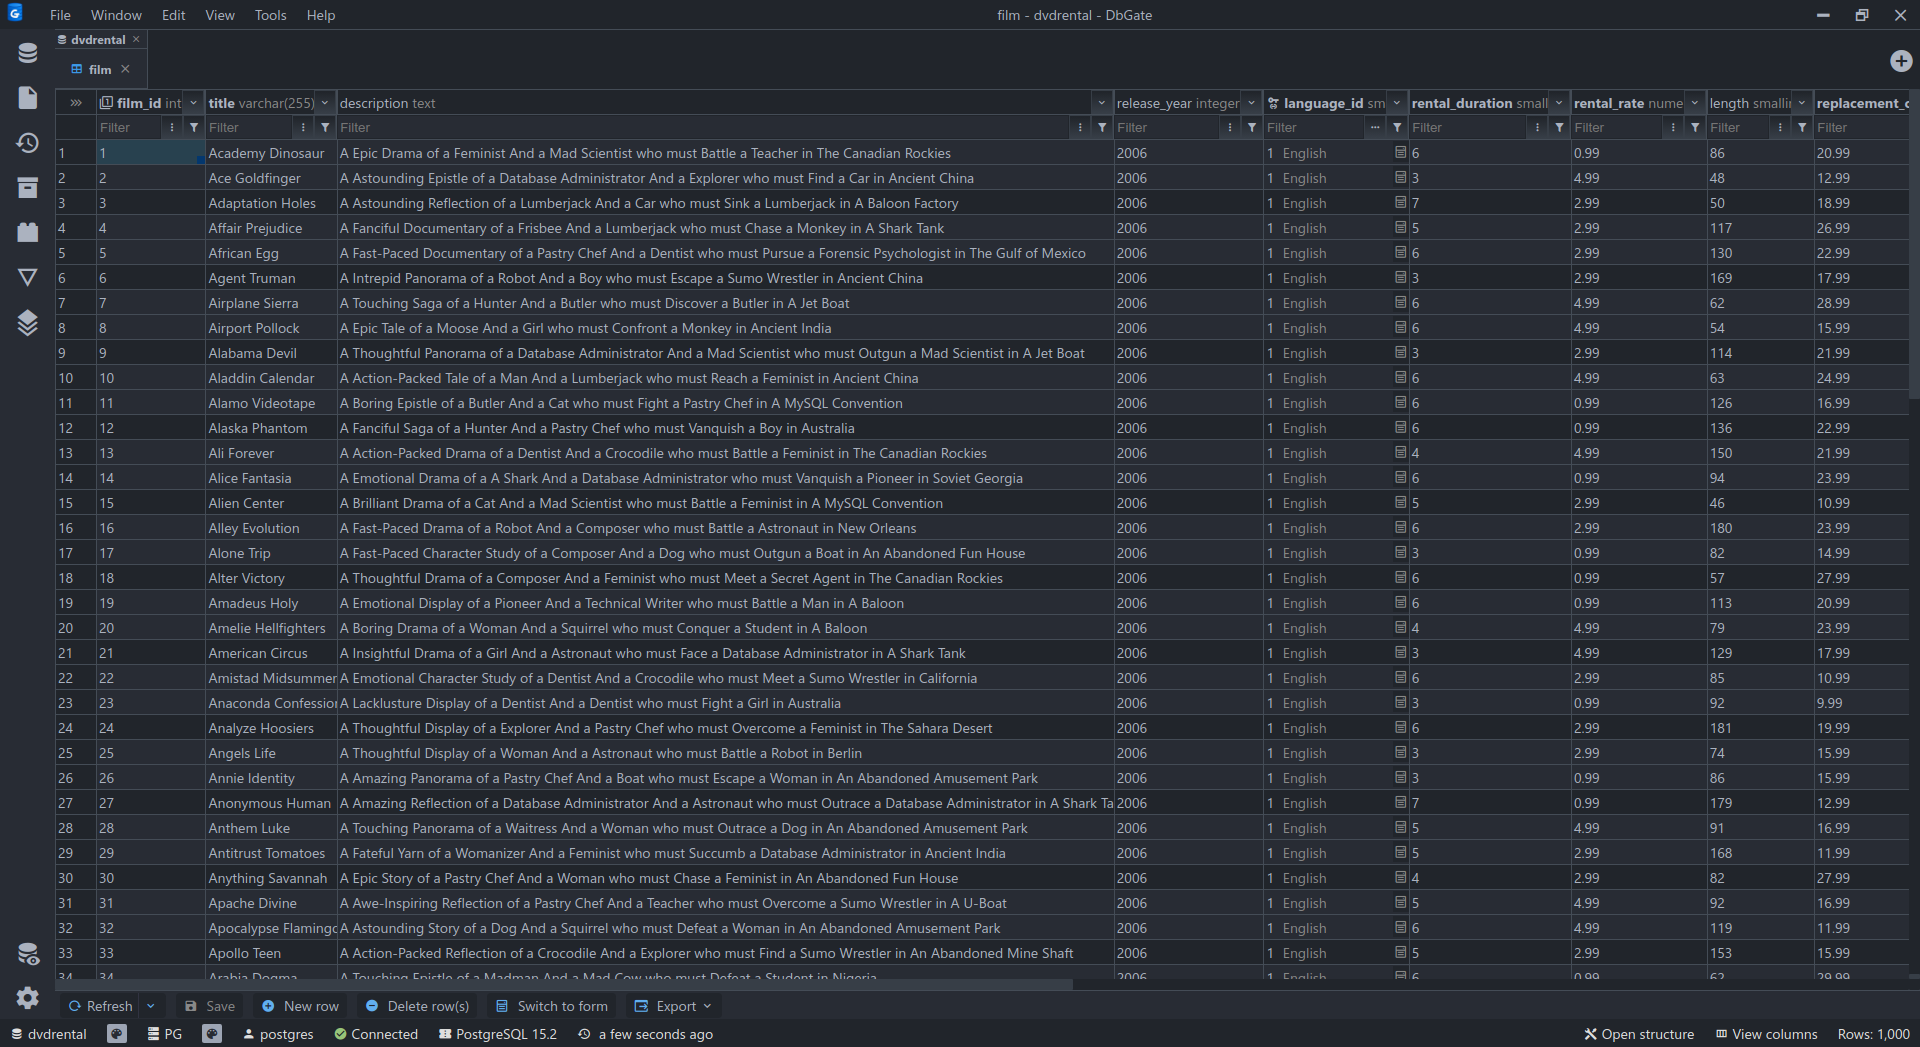 File Window Edit View Tools Help film - dvdrental - DbGate
dvdrental
film
film_id int title varchar(255) description text release_year integer language_id sm rental_duration small rental_rate nume length smallin replacement_c
Filter Filter Filter Filter Filter Filter Filter Filter Filter
1 1 Academy Dinosaur A Epic Drama of a Feminist And a Mad Scientist who must Battle a Teacher in The Canadian Rockies 2006 1 English 6 0.99 86 20.99
2 2 Ace Goldfinger A Astounding Epistle of a Database Administrator And a Explorer who must Find a Car in Ancient China 2006 1 English 3 4.99 48 12.99
3 3 Adaptation Holes A Astounding Reflection of a Lumberjack And a Car who must Sink a Lumberjack in A Baloon Factory 2006 1 English 7 2.99 50 18.99
4 4 Affair Prejudice A Fanciful Documentary of a Frisbee And a Lumberjack who must Chase a Monkey in A Shark Tank 2006 1 English 5 2.99 117 26.99
5 5 African Egg A Fast-Paced Documentary of a Pastry Chef And a Dentist who must Pursue a Forensic Psychologist in The Gulf of Mexico 2006 1 English 6 2.99 130 22.99
6 6 Agent Truman A Intrepid Panorama of a Robot And a Boy who must Escape a Sumo Wrestler in Ancient China 2006 1 English 3 2.99 169 17.99
7 7 Airplane Sierra A Touching Saga of a Hunter And a Butler who must Discover a Butler in A Jet Boat 2006 1 English 6 4.99 62 28.99
8 8 Airport Pollock A Epic Tale of a Moose And a Girl who must Confront a Monkey in Ancient India 2006 1 English 6 4.99 54 15.99
9 9 Alabama Devil A Thoughtful Panorama of a Database Administrator And a Mad Scientist who must Outgun a Mad Scientist in A Jet Boat 2006 1 English 3 2.99 114 21.99
10 10 Aladdin Calendar A Action-Packed Tale of a Man And a Lumberjack who must Reach a Feminist in Ancient China 2006 1 English 6 4.99 63 24.99
11 11 Alamo Videotape A Boring Epistle of a Butler And a Cat who must Fight a Pastry Chef in A MySQL Convention 2006 1 English 6 0.99 126 16.99
12 12 Alaska Phantom A Fanciful Saga of a Hunter And a Pastry Chef who must Vanquish a Boy in Australia 2006 1 English 6 0.99 136 22.99
13 13 Ali Forever A Action-Packed Drama of a Dentist And a Crocodile who must Battle a Feminist in The Canadian Rockies 2006 1 English 4 4.99 150 21.99
14 14 Alice Fantasia A Emotional Drama of a A Shark And a Database Administrator who must Vanquish a Pioneer in Soviet Georgia 2006 1 English 6 0.99 94 23.99
15 15 Alien Center A Brilliant Drama of a Cat And a Mad Scientist who must Battle a Feminist in A MySQL Convention 2006 1 English 5 2.99 46 10.99
16 16 Alley Evolution A Fast-Paced Drama of a Robot And a Composer who must Battle a Astronaut in New Orleans 2006 1 English 6 2.99 180 23.99
17 17 Alone Trip A Fast-Paced Character Study of a Composer And a Dog who must Outgun a Boat in An Abandoned Fun House 2006 1 English 3 0.99 82 14.99
18 18 Alter Victory A Thoughtful Drama of a Composer And a Feminist who must Meet a Secret Agent in The Canadian Rockies 2006 1 English 6 0.99 57 27.99
19 19 Amadeus Holy A Emotional Display of a Pioneer And a Technical Writer who must Battle a Man in A Baloon 2006 1 English 6 0.99 113 20.99
20 20 Amelie Hellfighters A Boring Drama of a Woman And a Squirrel who must Conquer a Student in A Baloon 2006 1 English 4 4.99 79 23.99
21 21 American Circus A Insightful Drama of a Girl And a Astronaut who must Face a Database Administrator in A Shark Tank 2006 1 English 3 4.99 129 17.99
22 22 Amistad Midsummer A Emotional Character Study of a Dentist And a Crocodile who must Meet a Sumo Wrestler in California 2006 1 English 6 2.99 85 10.99
23 23 Anaconda Confession A Lacklusture Display of a Dentist And a Dentist who must Fight a Girl in Australia 2006 1 English 3 0.99 92 9.99
24 24 Analyze Hoosiers A Thoughtful Display of a Explorer And a Pastry Chef who must Overcome a Feminist in The Sahara Desert 2006 1 English 6 2.99 181 19.99
25 25 Angels Life A Thoughtful Display of a Woman And a Astronaut who must Battle a Robot in Berlin 2006 1 English 3 2.99 74 15.99
26 26 Annie Identity A Amazing Panorama of a Pastry Chef And a Boat who must Escape a Woman in An Abandoned Amusement Park 2006 1 English 3 0.99 86 15.99
27 27 Anonymous Human A Amazing Reflection of a Database Administrator And a Astronaut who must Outrace a Database Administrator in A Shark Ta 2006 1 English 7 0.99 179 12.99
28 28 Anthem Luke A Touching Panorama of a Waitress And a Woman who must Outrace a Dog in An Abandoned Amusement Park 2006 1 English 5 4.99 91 16.99
29 29 Antitrust Tomatoes A Fateful Yarn of a Womanizer And a Feminist who must Succumb a Database Administrator in Ancient India 2006 1 English 5 2.99 168 11.99
30 30 Anything Savannah A Epic Story of a Pastry Chef And a Woman who must Chase a Feminist in An Abandoned Fun House 2006 1 English 4 2.99 82 27.99
31 31 Apache Divine A Awe-Inspiring Reflection of a Pastry Chef And a Teacher who must Overcome a Sumo Wrestler in A U-Boat 2006 1 English 5 4.99 92 16.99
32 32 Apocalypse Flamingo A Astounding Story of a Dog And a Squirrel who must Defeat a Woman in An Abandoned Amusement Park 2006 1 English 6 4.99 119 11.99
33 33 Apollo Teen A Action-Packed Reflection of a Crocodile And a Explorer who must Find a Sumo Wrestler in An Abandoned Mine Shaft 2006 1 English 5 2.99 153 15.99
34 34 Arabia Dogma A Touching Epistle of a Madman And a Mad Cow who must Defeat a Student in Nigeria 2006 1 English 6 0.99 62 29.99
Refresh Save New row Delete row(s) Switch to form Export
dvdrental PG postgres Connected PostgreSQL 15.2 a few seconds ago Open structure View columns Rows: 1,000